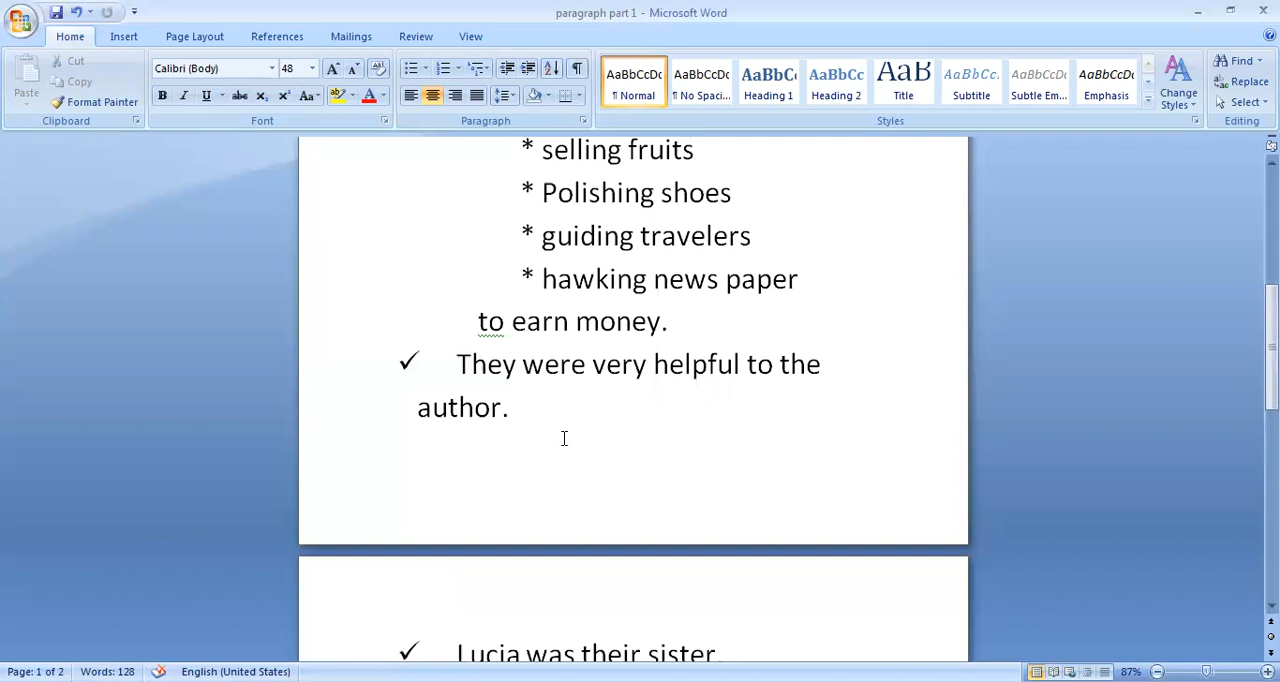 paragraph part 1 - Microsoft Word
Home Insert Page Layout References Mailings Review View
Paste
Cut
Copy
Format Painter
Clipboard
Calibri (Body) 48
Font
Paragraph
AaBbCcDc AaBbCcDc AaBbC AaBbCc AaB AaBbCc. AaBbCcDc AaBbCcDc
¶ Normal ¶ No Spaci... Heading 1 Heading 2 Title Subtitle Subtle Em... Emphasis
Styles
Change Styles
Find
Replace
Select
Editing
* selling fruits
* Polishing shoes
* guiding travelers
* hawking news paper
to earn money.
✓ They were very helpful to the
author.
✓ Lucia was their sister.
Page: 1 of 2 Words: 128 English (United States) 87%